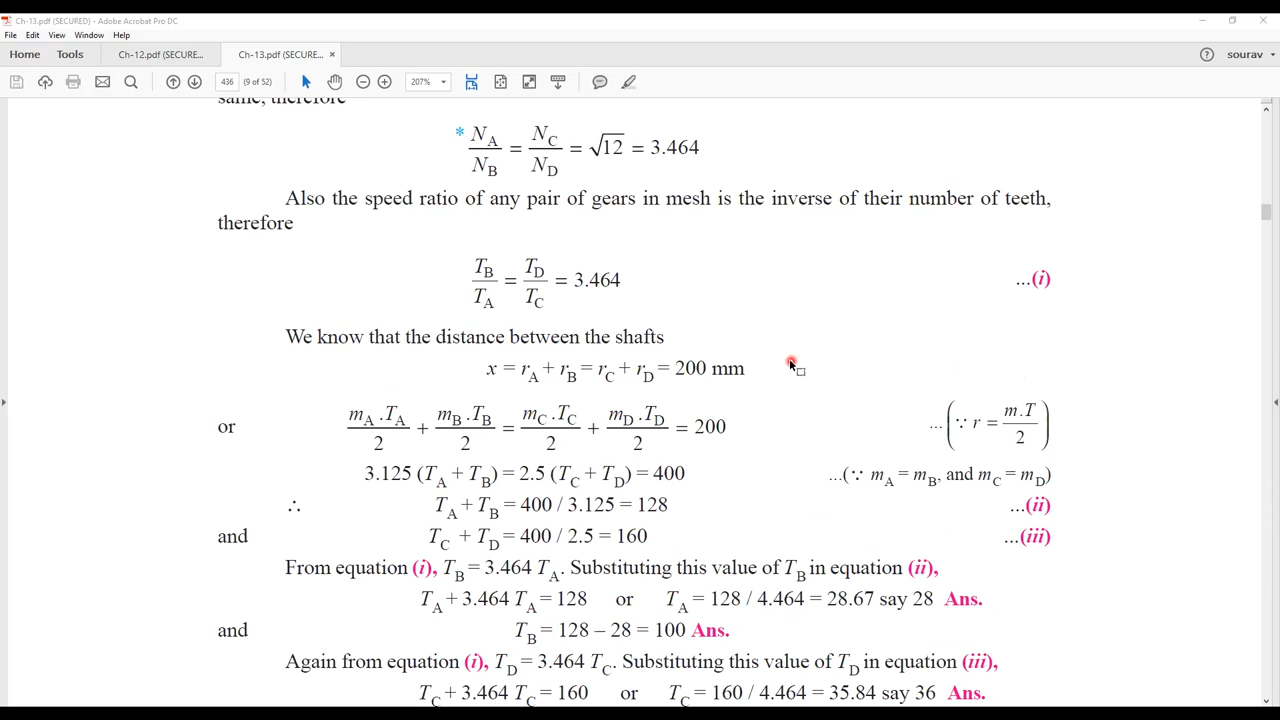 Ch-13.pdf (SECURED) - Adobe Acrobat Pro DC
File Edit View Window Help
Home Tools Ch-12.pdf (SECURE... Ch-13.pdf (SECURE... ×
? sourav
436 (9 of 52) 207%
same, therefore
* N_A / N_B = N_C / N_D = √12 = 3.464
Also the speed ratio of any pair of gears in mesh is the inverse of their number of teeth,
therefore
T_B / T_A = T_D / T_C = 3.464 ...(i)
We know that the distance between the shafts
x = r_A + r_B = r_C + r_D = 200 mm
or m_A .T_A / 2 + m_B .T_B / 2 = m_C .T_C / 2 + m_D .T_D / 2 = 200 ...(∵ r = m.T / 2)
3.125 (T_A + T_B) = 2.5 (T_C + T_D) = 400 ...(∵ m_A = m_B, and m_C = m_D)
∴ T_A + T_B = 400 / 3.125 = 128 ...(ii)
and T_C + T_D = 400 / 2.5 = 160 ...(iii)
From equation (i), T_B = 3.464 T_A. Substituting this value of T_B in equation (ii),
T_A + 3.464 T_A = 128 or T_A = 128 / 4.464 = 28.67 say 28 Ans.
and T_B = 128 – 28 = 100 Ans.
Again from equation (i), T_D = 3.464 T_C. Substituting this value of T_D in equation (iii),
T_C + 3.464 T_C = 160 or T_C = 160 / 4.464 = 35.84 say 36 Ans.